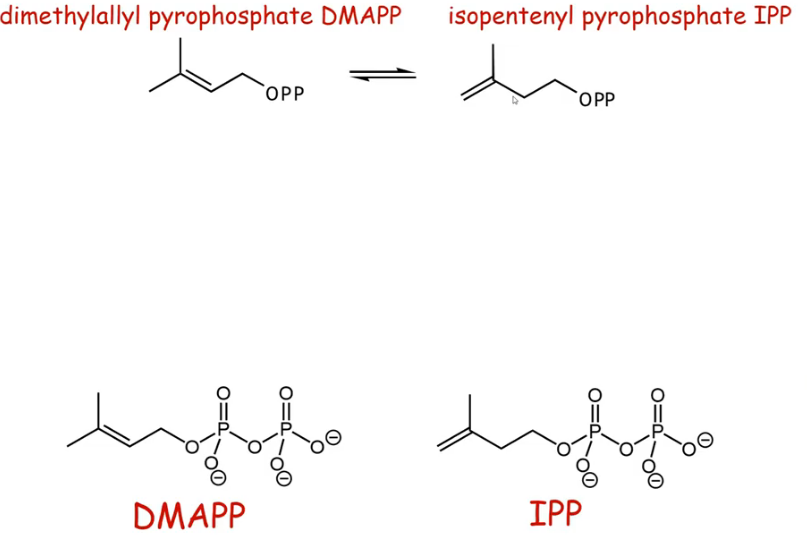 dimethylallyl pyrophosphate DMAPP isopentenyl pyrophosphate IPP
OPP OPP
O O O O
O P O P O⊖ O P O P O⊖
O⊖ O⊖ O⊖ O⊖
DMAPP IPP